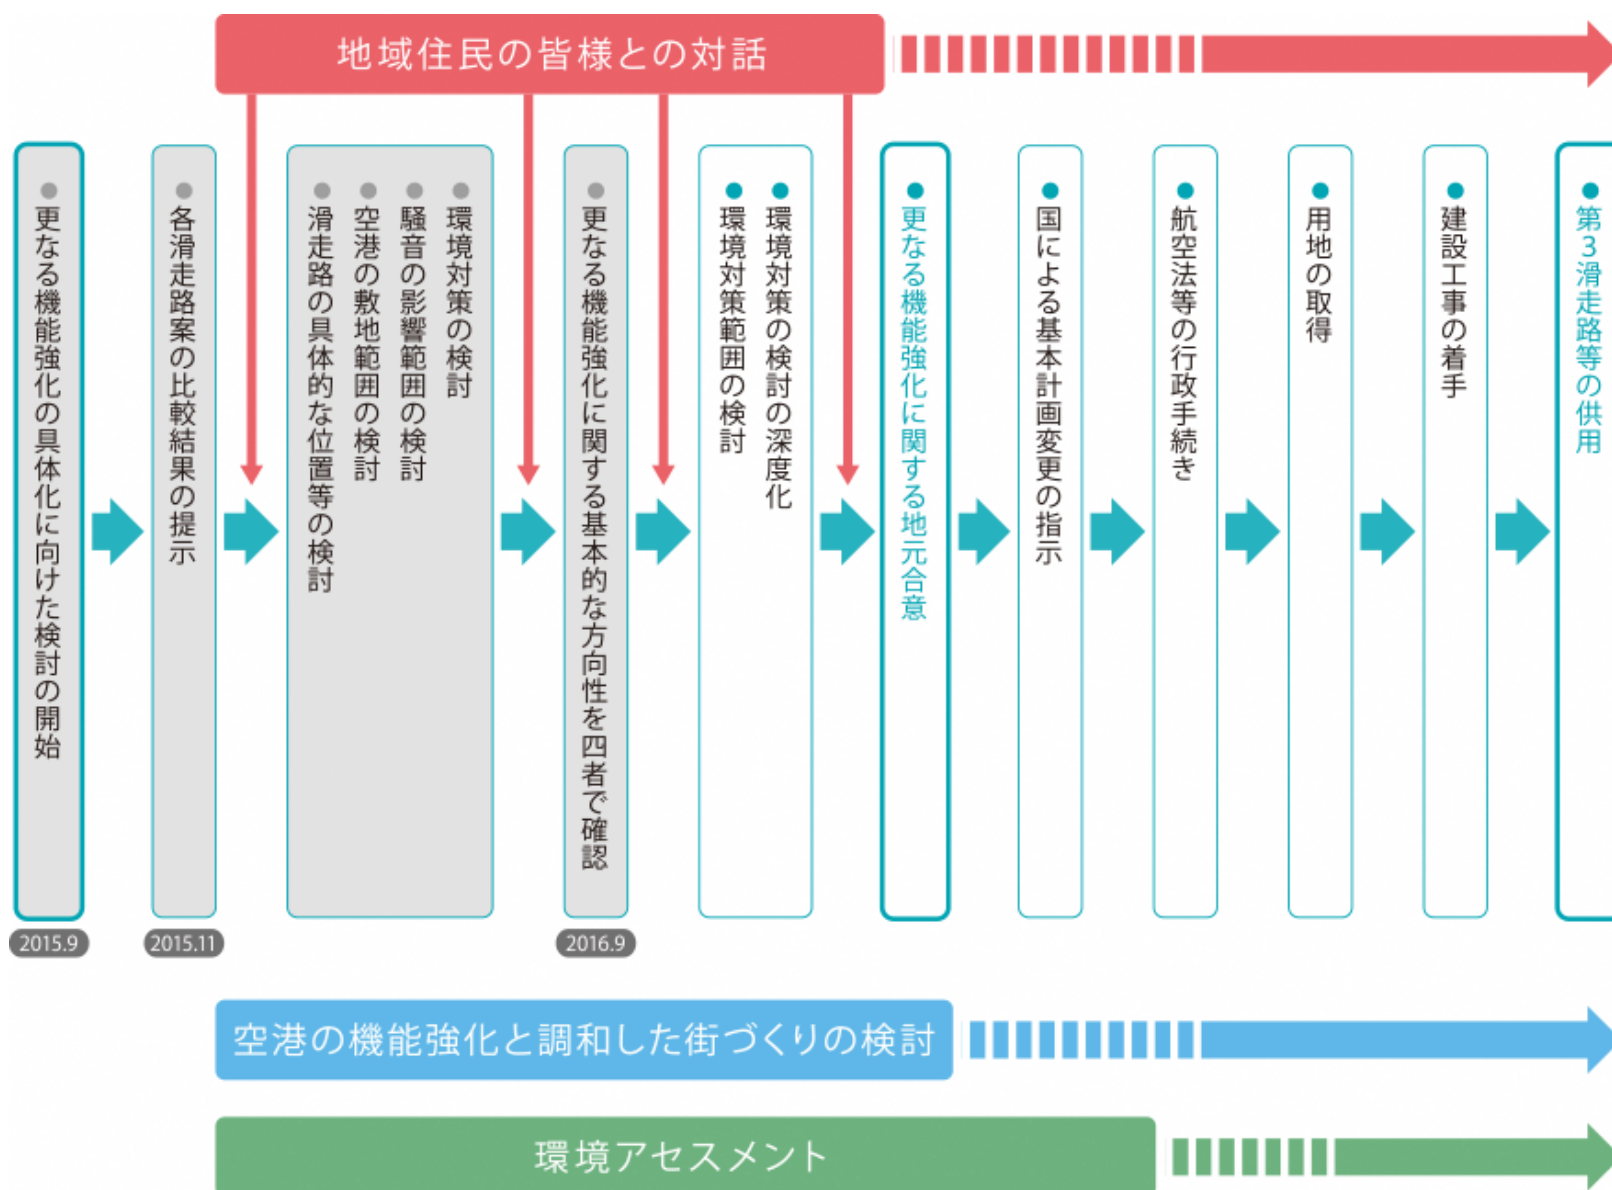 地域住民の皆様との対話
● 更なる機能強化の具体化に向けた検討の開始
● 各滑走路案の比較結果の提示
● 滑走路の具体的な位置等の検討
● 空港の敷地範囲の検討
● 騒音の影響範囲の検討
● 環境対策の検討
● 更なる機能強化に関する基本的な方向性を四者で確認
● 環境対策範囲の検討
● 環境対策の検討の深度化
● 更なる機能強化に関する地元合意
● 国による基本計画変更の指示
● 航空法等の行政手続き
● 用地の取得
● 建設工事の着手
● 第3滑走路等の供用
2015.9
2015.11
2016.9
空港の機能強化と調和した街づくりの検討
環境アセスメント